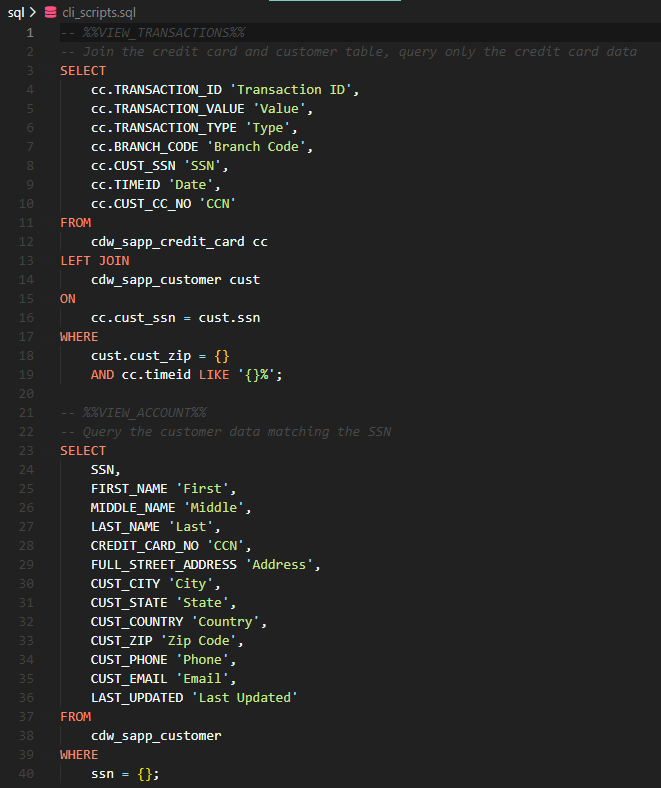 sql > cli_scripts.sql
1 -- %%VIEW_TRANSACTIONS%%
2 -- Join the credit card and customer table, query only the credit card data
3 SELECT
4     cc.TRANSACTION_ID 'Transaction ID',
5     cc.TRANSACTION_VALUE 'Value',
6     cc.TRANSACTION_TYPE 'Type',
7     cc.BRANCH_CODE 'Branch Code',
8     cc.CUST_SSN 'SSN',
9     cc.TIMEID 'Date',
10     cc.CUST_CC_NO 'CCN'
11 FROM
12     cdw_sapp_credit_card cc
13 LEFT JOIN
14     cdw_sapp_customer cust
15 ON
16     cc.cust_ssn = cust.ssn
17 WHERE
18     cust.cust_zip = {}
19     AND cc.timeid LIKE '{}%';
20
21 -- %%VIEW_ACCOUNT%%
22 -- Query the customer data matching the SSN
23 SELECT
24     SSN,
25     FIRST_NAME 'First',
26     MIDDLE_NAME 'Middle',
27     LAST_NAME 'Last',
28     CREDIT_CARD_NO 'CCN',
29     FULL_STREET_ADDRESS 'Address',
30     CUST_CITY 'City',
31     CUST_STATE 'State',
32     CUST_COUNTRY 'Country',
33     CUST_ZIP 'Zip Code',
34     CUST_PHONE 'Phone',
35     CUST_EMAIL 'Email',
36     LAST_UPDATED 'Last Updated'
37 FROM
38     cdw_sapp_customer
39 WHERE
40     ssn = {};